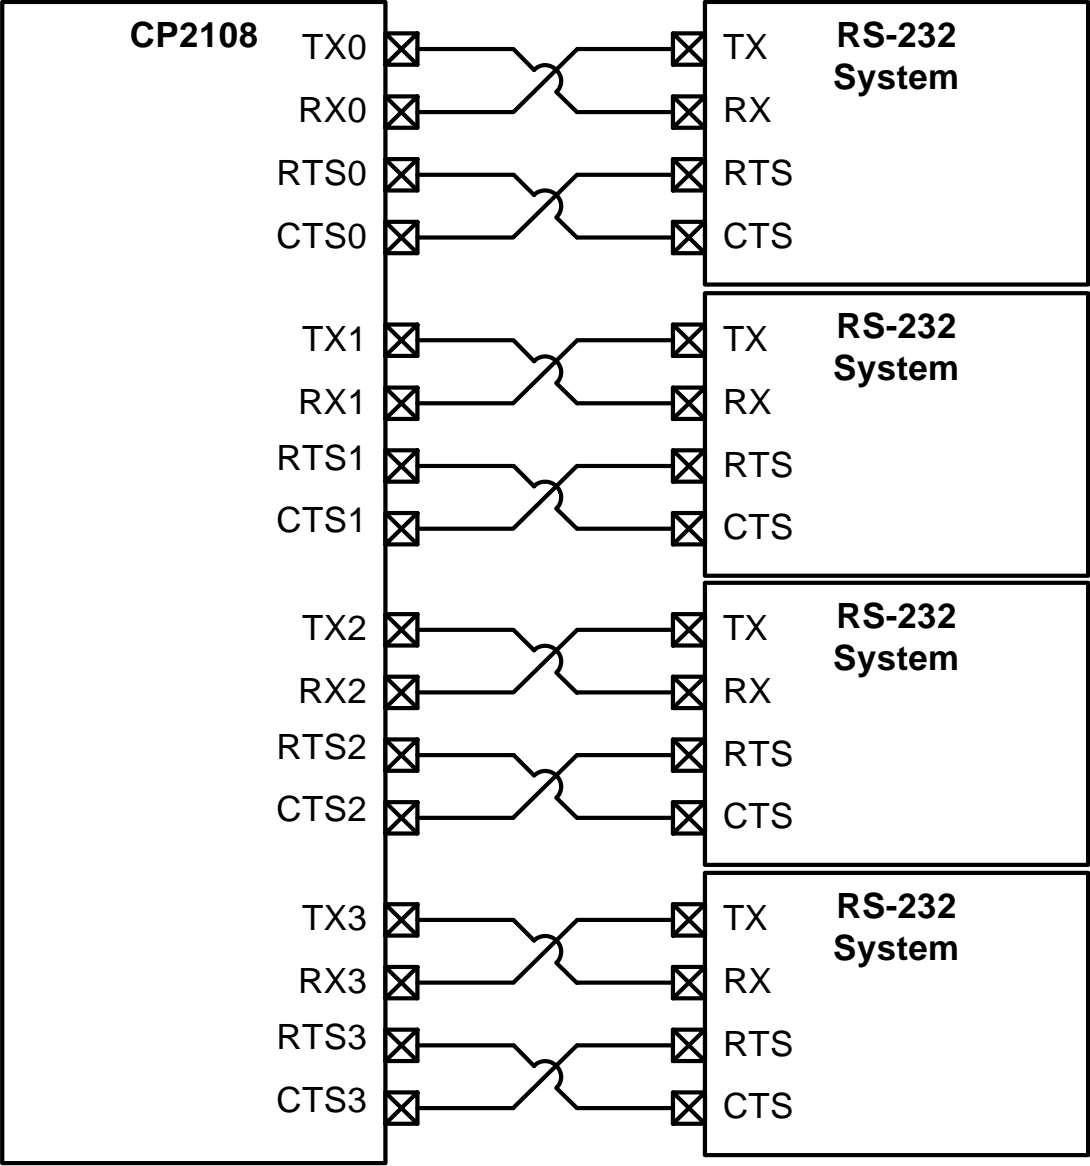 CP2108
TX0
RX0
RTS0
CTS0
TX1
RX1
RTS1
CTS1
TX2
RX2
RTS2
CTS2
TX3
RX3
RTS3
CTS3
RS-232
System
TX
RX
RTS
CTS
RS-232
System
TX
RX
RTS
CTS
RS-232
System
TX
RX
RTS
CTS
RS-232
System
TX
RX
RTS
CTS